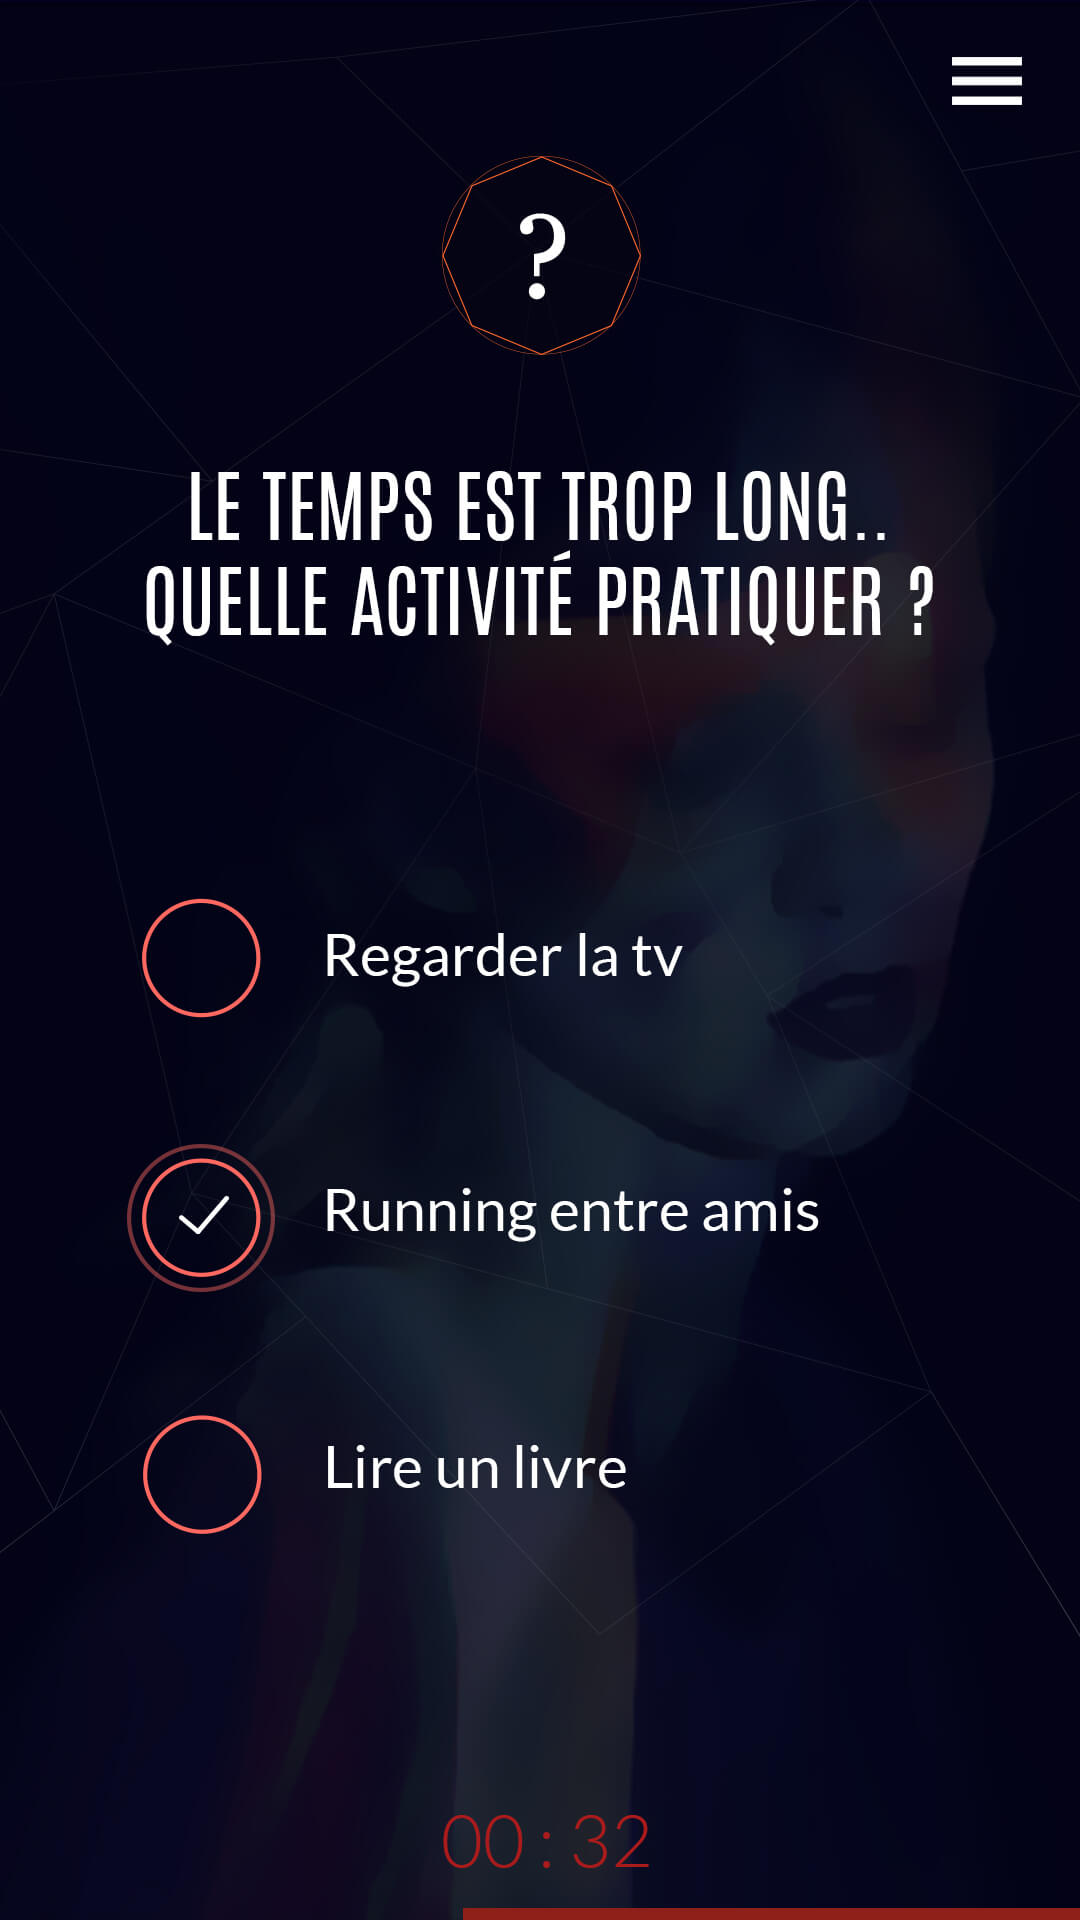 ?
LE TEMPS EST TROP LONG..
QUELLE ACTIVITÉ PRATIQUER ?
Regarder la tv
Running entre amis
Lire un livre
00 : 32